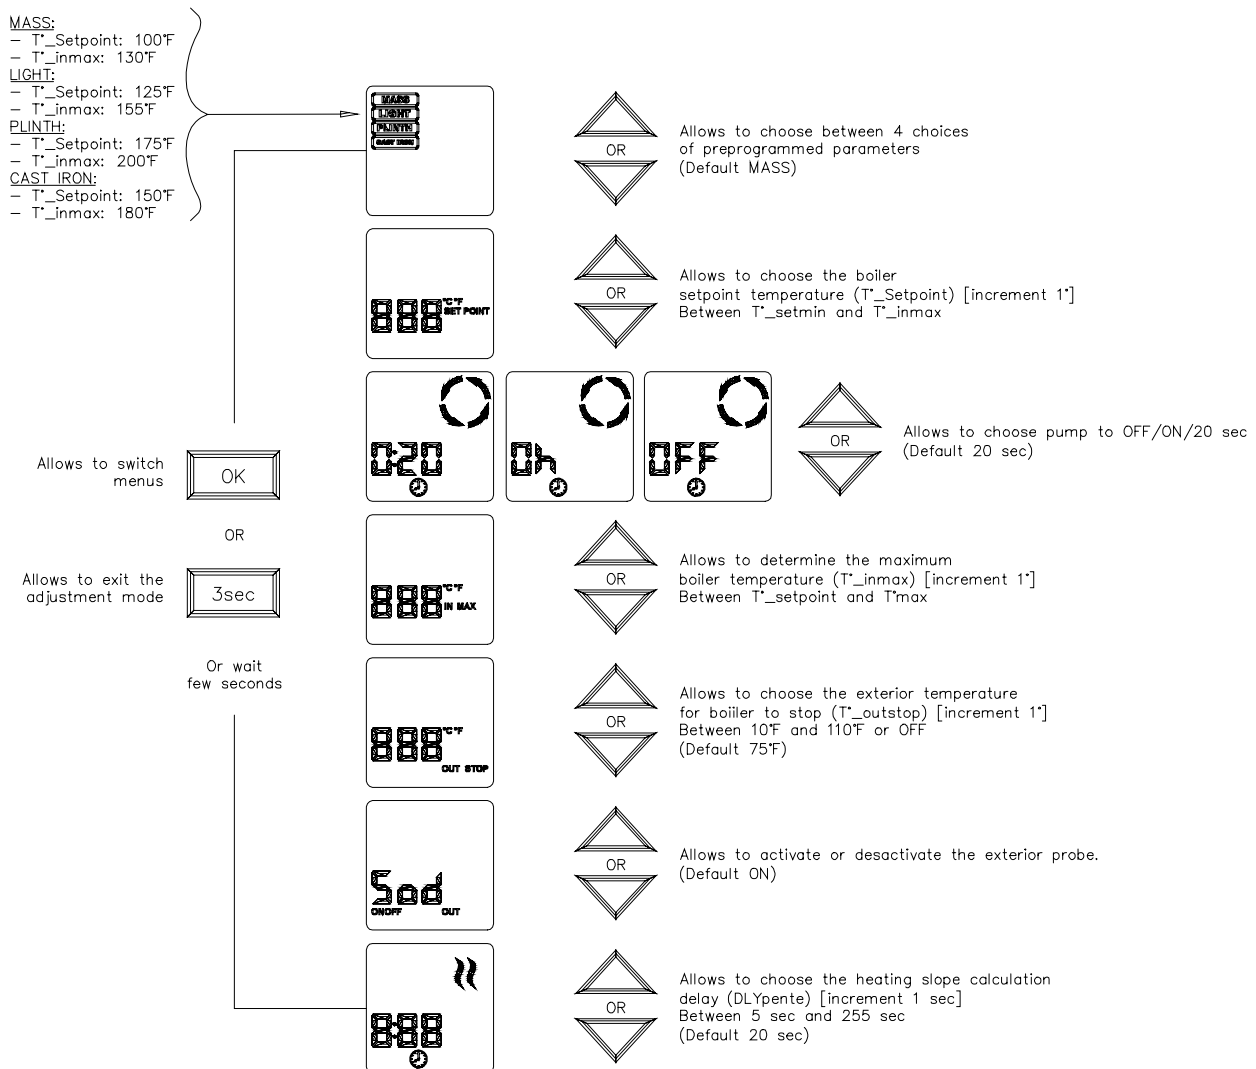 MASS:
– T°_Setpoint: 100°F
– T°_inmax: 130°F
LIGHT:
– T°_Setpoint: 125°F
– T°_inmax: 155°F
PLINTH:
– T°_Setpoint: 175°F
– T°_inmax: 200°F
CAST IRON:
– T°_Setpoint: 150°F
– T°_inmax: 180°F
MASS
LIGHT
PLINTH
CAST IRON
OR
Allows to choose between 4 choices
of preprogrammed parameters
(Default MASS)
888 °C °F
SET POINT
OR
Allows to choose the boiler
setpoint temperature (T°_Setpoint) [increment 1°]
Between T°_setmin and T°_inmax
0:20
On
OFF
OR
Allows to choose pump to OFF/ON/20 sec
(Default 20 sec)
Allows to switch
menus
OK
OR
Allows to exit the
adjustment mode
3sec
Or wait
few seconds
888 °C °F
IN MAX
OR
Allows to determine the maximum
boiler temperature (T°_inmax) [increment 1°]
Between T°_setpoint and T°max
888 °C °F
OUT STOP
OR
Allows to choose the exterior temperature
for boiiler to stop (T°_outstop) [increment 1°]
Between 10°F and 110°F or OFF
(Default 75°F)
Sod
ONOFF OUT
OR
Allows to activate or desactivate the exterior probe.
(Default ON)
8:88
OR
Allows to choose the heating slope calculation
delay (DLYpente) [increment 1 sec]
Between 5 sec and 255 sec
(Default 20 sec)